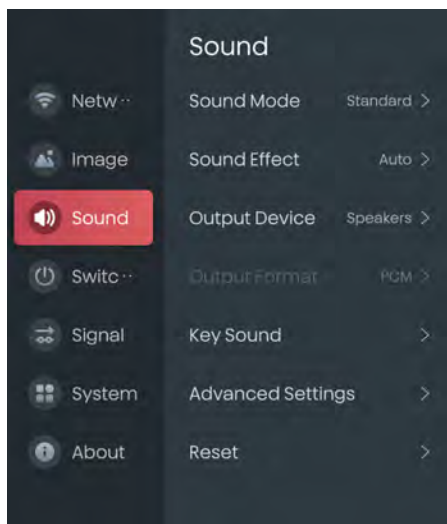 Sound
Netw ··
Sound Mode
Standard >
Image
Sound Effect
Auto >
Sound
Output Device
Speakers >
Switc ··
Output Format
PCM >
Signal
Key Sound
>
System
Advanced Settings
>
About
Reset
>